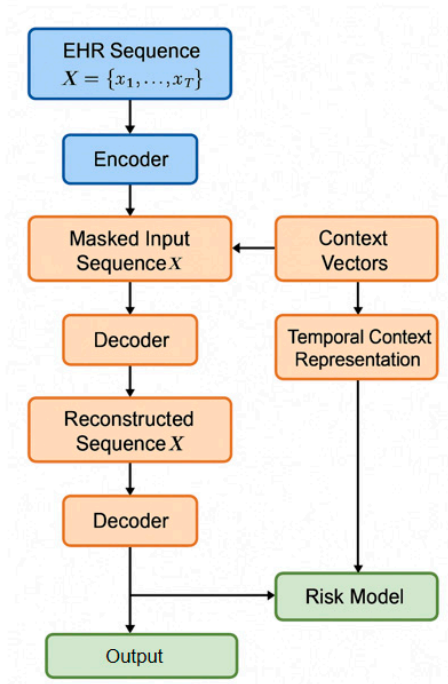 EHR Sequence
X = {x₁,...,x_T}
Encoder
Masked Input
Sequence X
Context
Vectors
Decoder
Temporal Context
Representation
Reconstructed
Sequence X
Decoder
Risk Model
Output